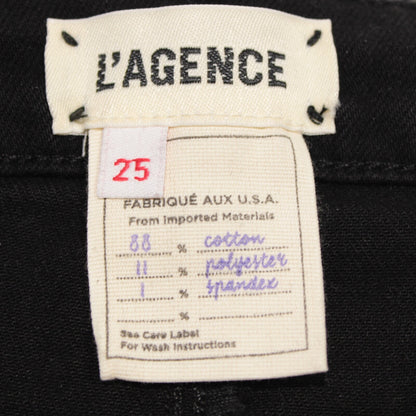 L'AGENCE
25
FABRIQUÉ AUX U.S.A.
From Imported Materials
88 % cotton
11 % polyester
1 % spandex
%
See Care Label
For Wash Instructions